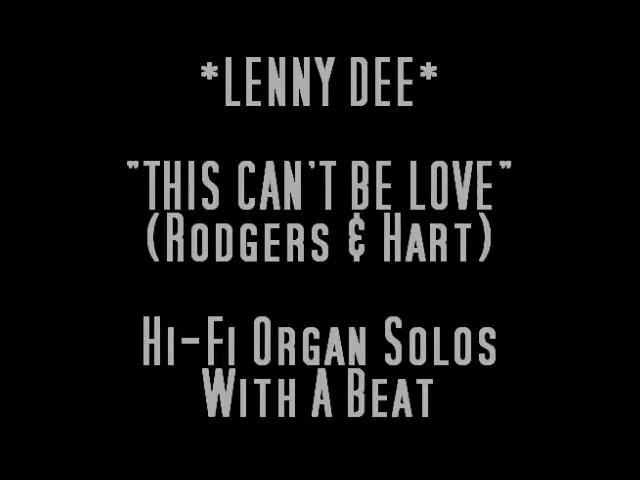 *LENNY DEE*
"THIS CAN'T BE LOVE"
(RODGERS & HART)
HI-FI ORGAN SOLOS
WITH A BEAT